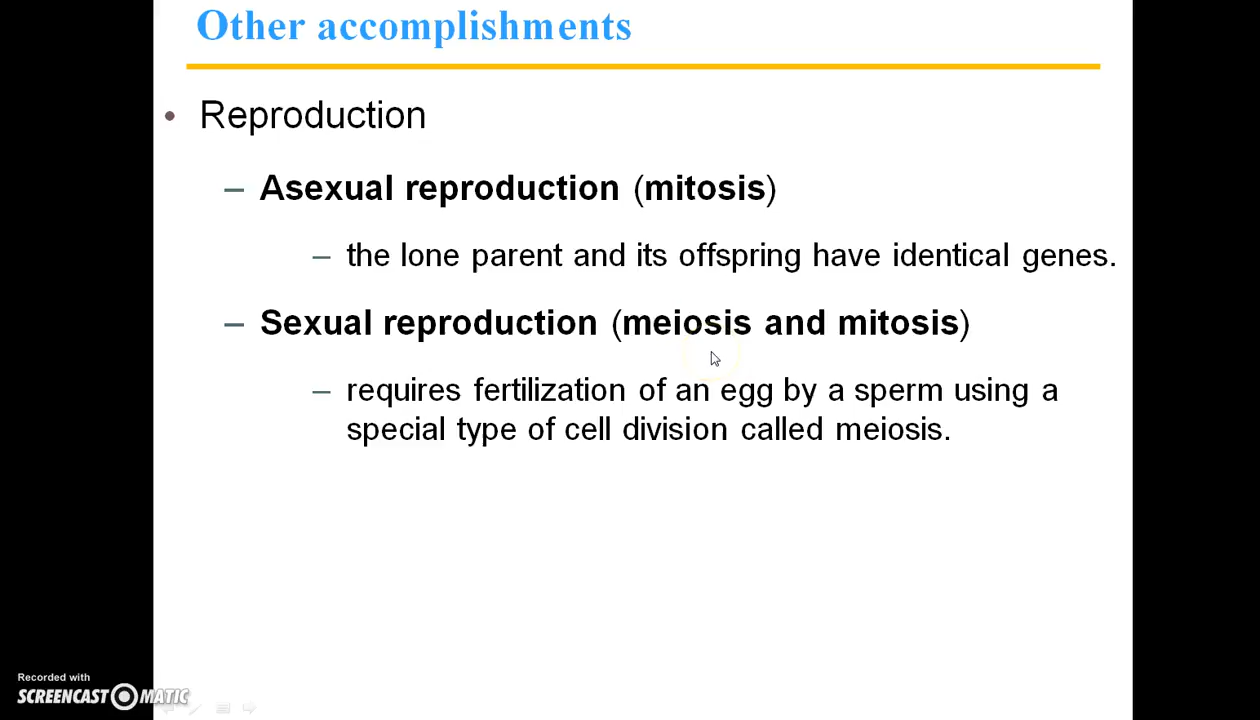 Other accomplishments
• Reproduction
– Asexual reproduction (mitosis)
– the lone parent and its offspring have identical genes.
– Sexual reproduction (meiosis and mitosis)
– requires fertilization of an egg by a sperm using a
special type of cell division called meiosis.
Recorded with
SCREENCAST MATIC